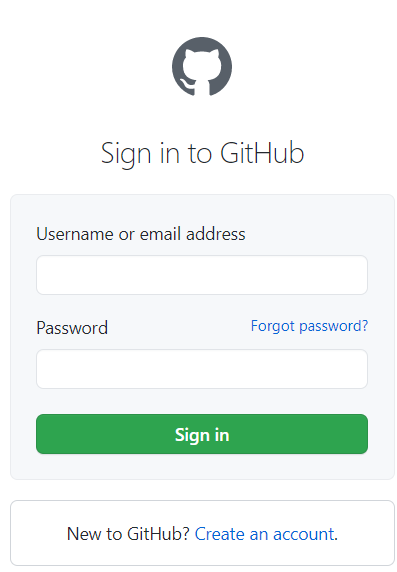 Sign in to GitHub
Username or email address
Password Forgot password?
Sign in
New to GitHub? Create an account.